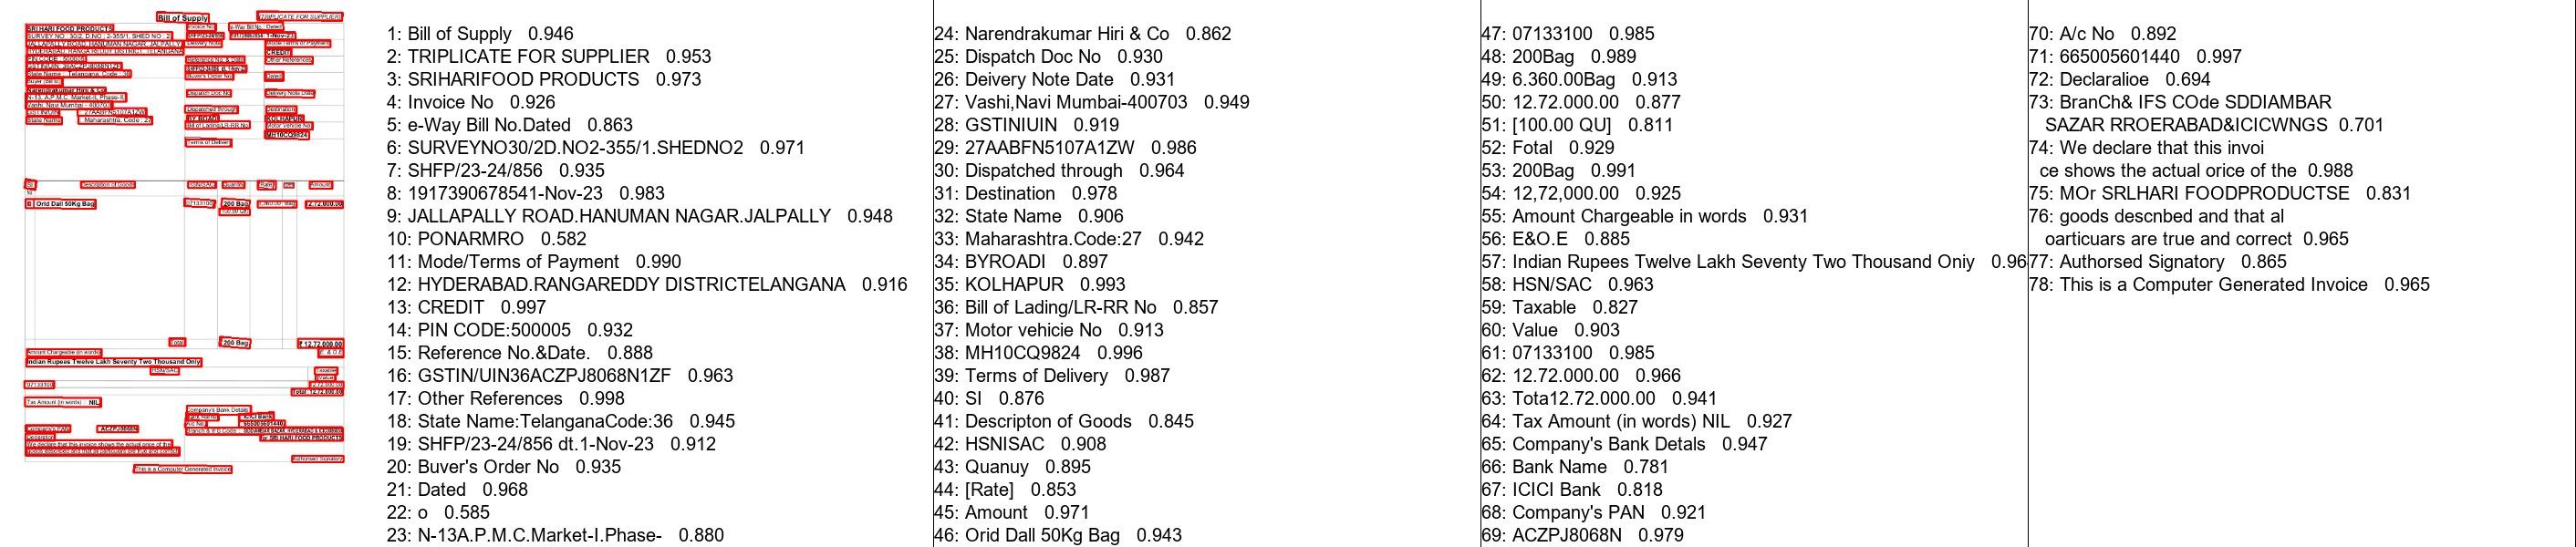 Bill of Supply
1: Bill of Supply 0.946
2: TRIPLICATE FOR SUPPLIER 0.953
3: SRIHARIFOOD PRODUCTS 0.973
4: Invoice No 0.926
5: e-Way Bill No.Dated 0.863
6: SURVEYNO30/2D.NO2-355/1.SHEDNO2 0.971
7: SHFP/23-24/856 0.935
8: 1917390678541-Nov-23 0.983
9: JALLAPALLY ROAD.HANUMAN NAGAR.JALPALLY 0.948
10: PONARMRO 0.582
11: Mode/Terms of Payment 0.990
12: HYDERABAD.RANGAREDDY DISTRICTELANGANA 0.916
13: CREDIT 0.997
14: PIN CODE:500005 0.932
15: Reference No.&Date. 0.888
16: GSTIN/UIN36ACZPJ8068N1ZF 0.963
17: Other References 0.998
18: State Name:TelanganaCode:36 0.945
19: SHFP/23-24/856 dt.1-Nov-23 0.912
20: Buver's Order No 0.935
21: Dated 0.968
22: o 0.585
23: N-13A.P.M.C.Market-I.Phase- 0.880
24: Narendrakumar Hiri & Co 0.862
25: Dispatch Doc No 0.930
26: Deivery Note Date 0.931
27: Vashi,Navi Mumbai-400703 0.949
28: GSTINIUIN 0.919
29: 27AABFN5107A1ZW 0.986
30: Dispatched through 0.964
31: Destination 0.978
32: State Name 0.906
33: Maharashtra.Code:27 0.942
34: BYROADI 0.897
35: KOLHAPUR 0.993
36: Bill of Lading/LR-RR No 0.857
37: Motor vehicie No 0.913
38: MH10CQ9824 0.996
39: Terms of Delivery 0.987
40: SI 0.876
41: Descripton of Goods 0.845
42: HSNISAC 0.908
43: Quanuy 0.895
44: [Rate] 0.853
45: Amount 0.971
46: Orid Dall 50Kg Bag 0.943
47: 07133100 0.985
48: 200Bag 0.989
49: 6.360.00Bag 0.913
50: 12.72.000.00 0.877
51: [100.00 QU] 0.811
52: Fotal 0.929
53: 200Bag 0.991
54: 12,72,000.00 0.925
55: Amount Chargeable in words 0.931
56: E&O.E 0.885
57: Indian Rupees Twelve Lakh Seventy Two Thousand Oniy 0.96
58: HSN/SAC 0.963
59: Taxable 0.827
60: Value 0.903
61: 07133100 0.985
62: 12.72.000.00 0.966
63: Tota12.72.000.00 0.941
64: Tax Amount (in words) NIL 0.927
65: Company's Bank Detals 0.947
66: Bank Name 0.781
67: ICICI Bank 0.818
68: Company's PAN 0.921
69: ACZPJ8068N 0.979
70: A/c No 0.892
71: 665005601440 0.997
72: Declaralioe 0.694
73: BranCh& IFS COde SDDIAMBAR
SAZAR RROERABAD&ICICWNGS 0.701
74: We declare that this invoi
ce shows the actual orice of the 0.988
75: MOr SRLHARI FOODPRODUCTSE 0.831
76: goods descnbed and that al
oarticuars are true and correct 0.965
77: Authorsed Signatory 0.865
78: This is a Computer Generated Invoice 0.965